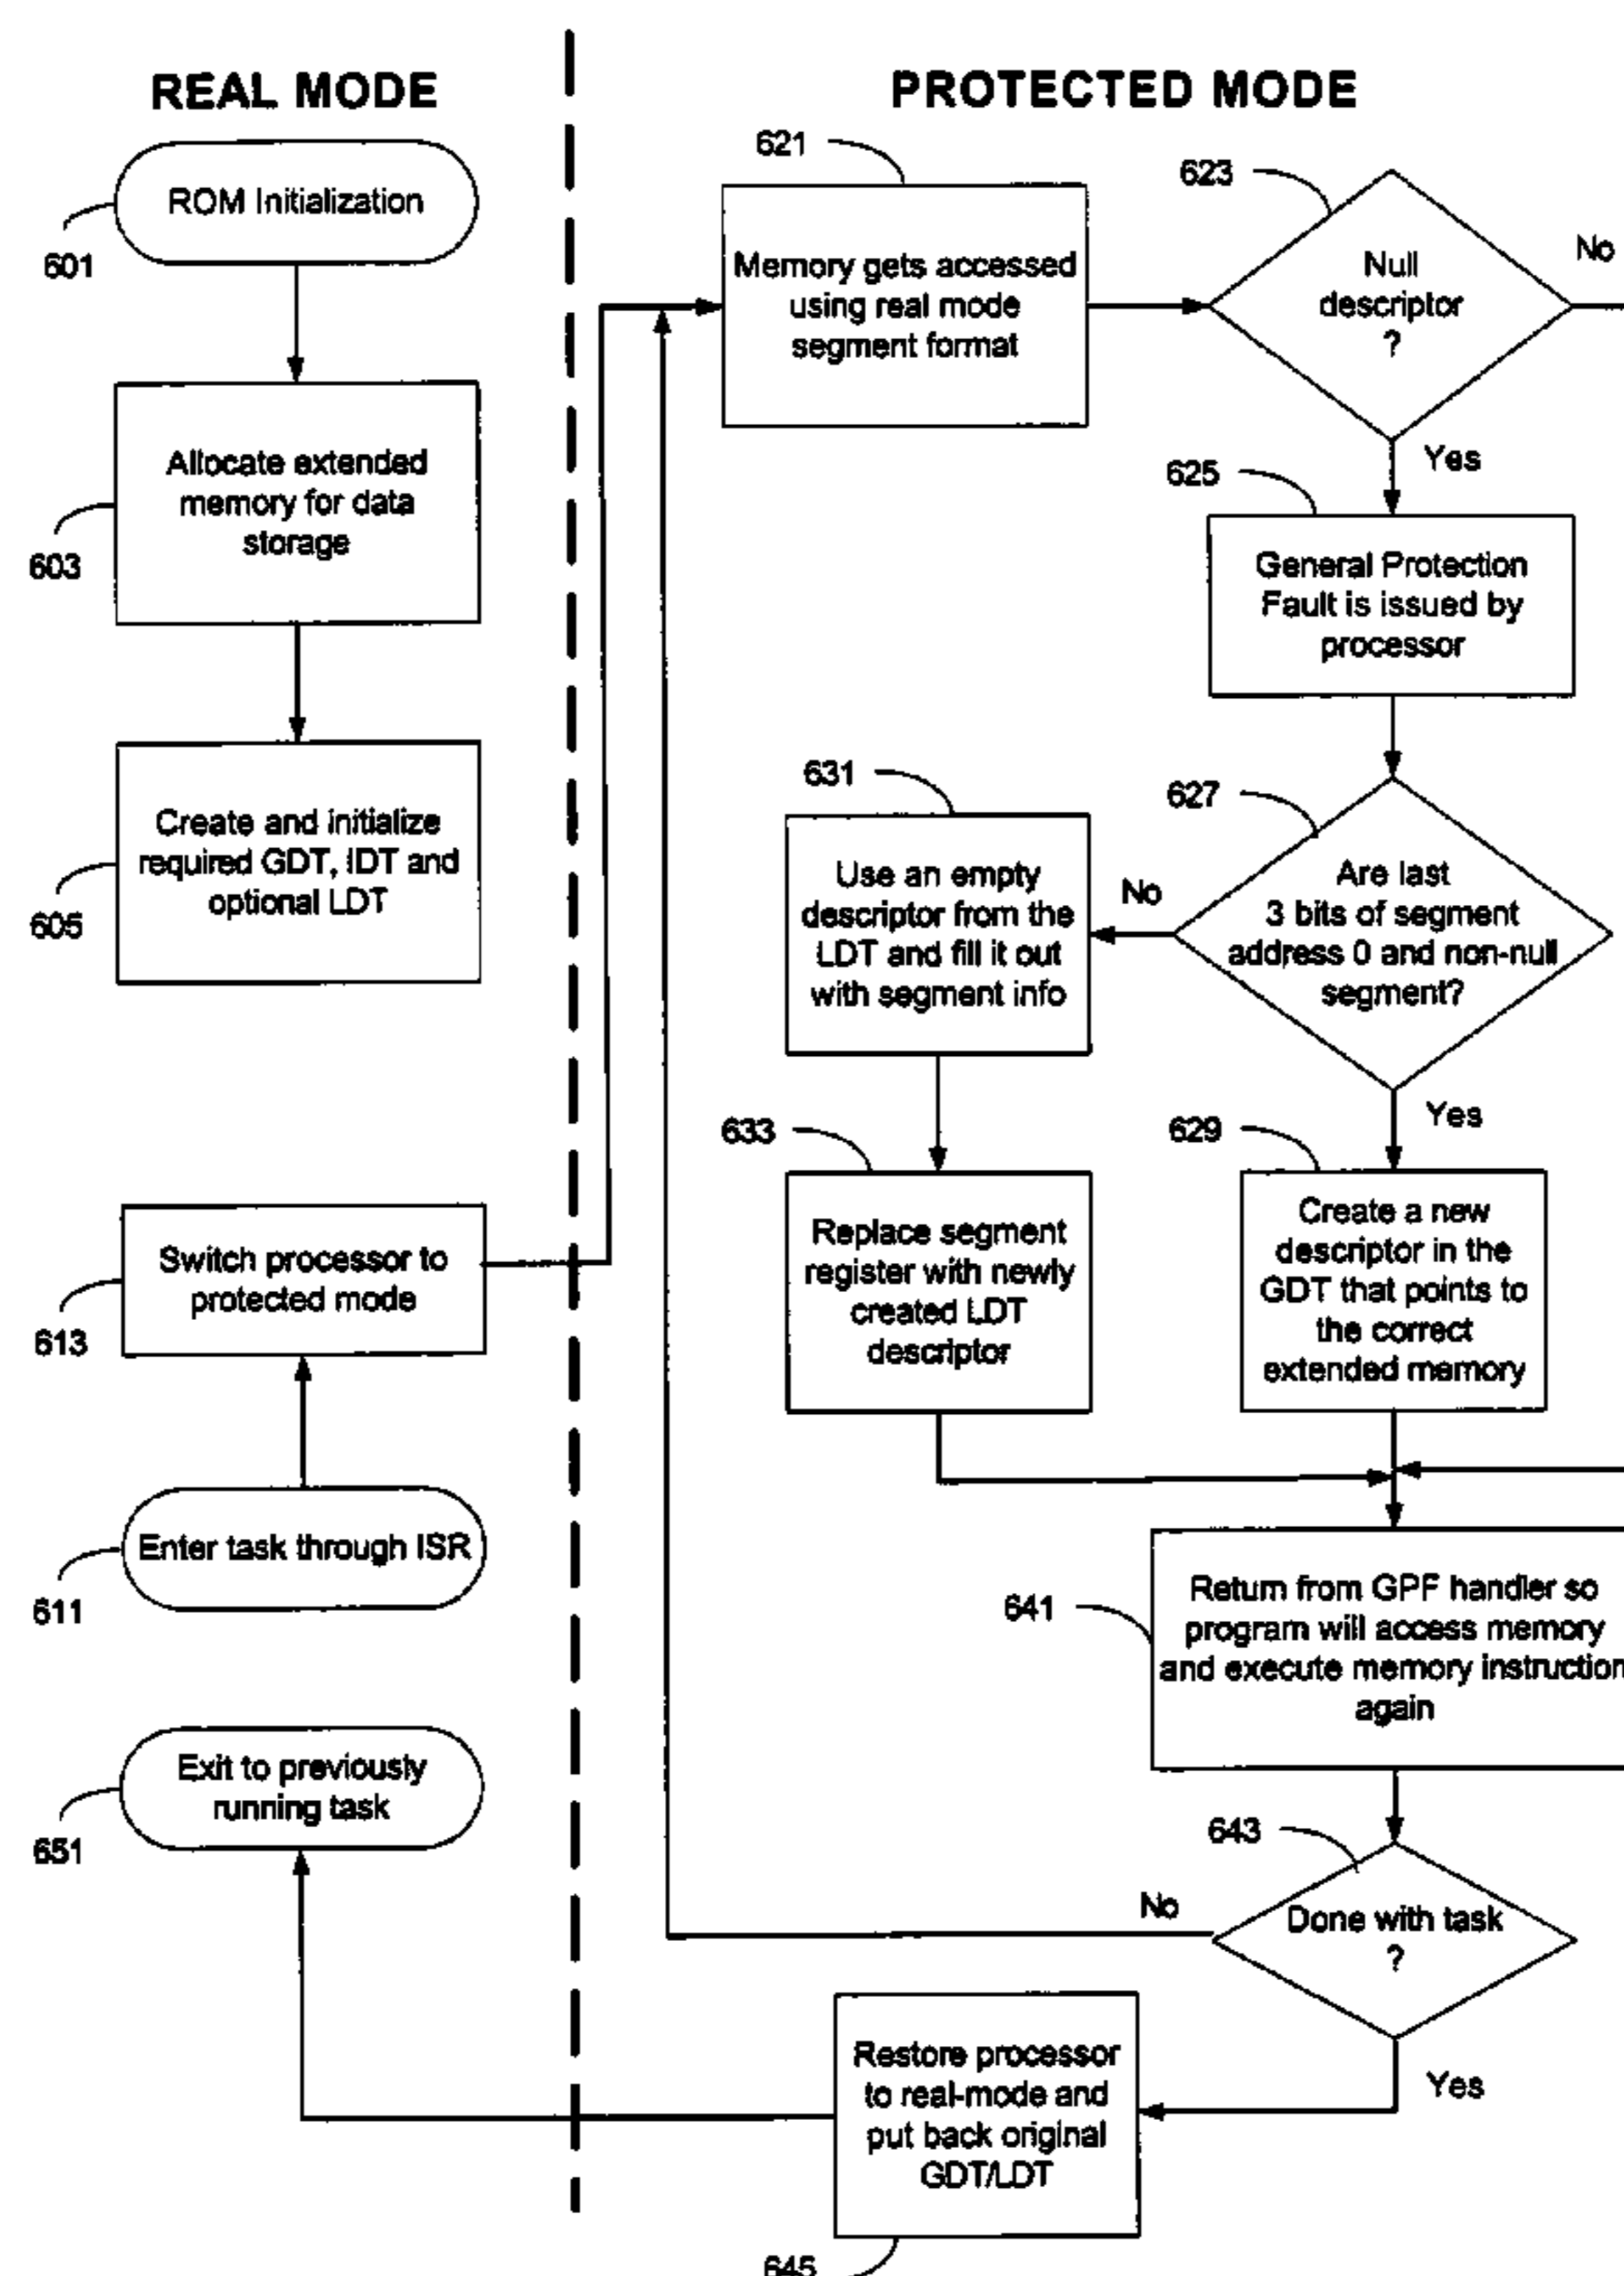 REAL MODE
ROM Initialization
601
Allocate extended
memory for data
storage
603
Create and initialize
required GDT, IDT and
optional LDT
605
Switch processor to
protected mode
613
Enter task through ISR
611
Exit to previously
running task
651
PROTECTED MODE
621
Memory gets accessed
using real mode
segment format
623
Null
descriptor
?
No
Yes
625
General Protection
Fault is issued by
processor
627
Are last
3 bits of segment
address 0 and non-null
segment?
No
Yes
631
Use an empty
descriptor from the
LDT and fill it out
with segment info
633
Replace segment
register with newly
created LDT
descriptor
629
Create a new
descriptor in the
GDT that points to
the correct
extended memory
641
Return from GPF handler so
program will access memory
and execute memory instruction
again
643
Done with task
?
No
Yes
Restore processor
to real-mode and
put back original
GDT/LDT
645